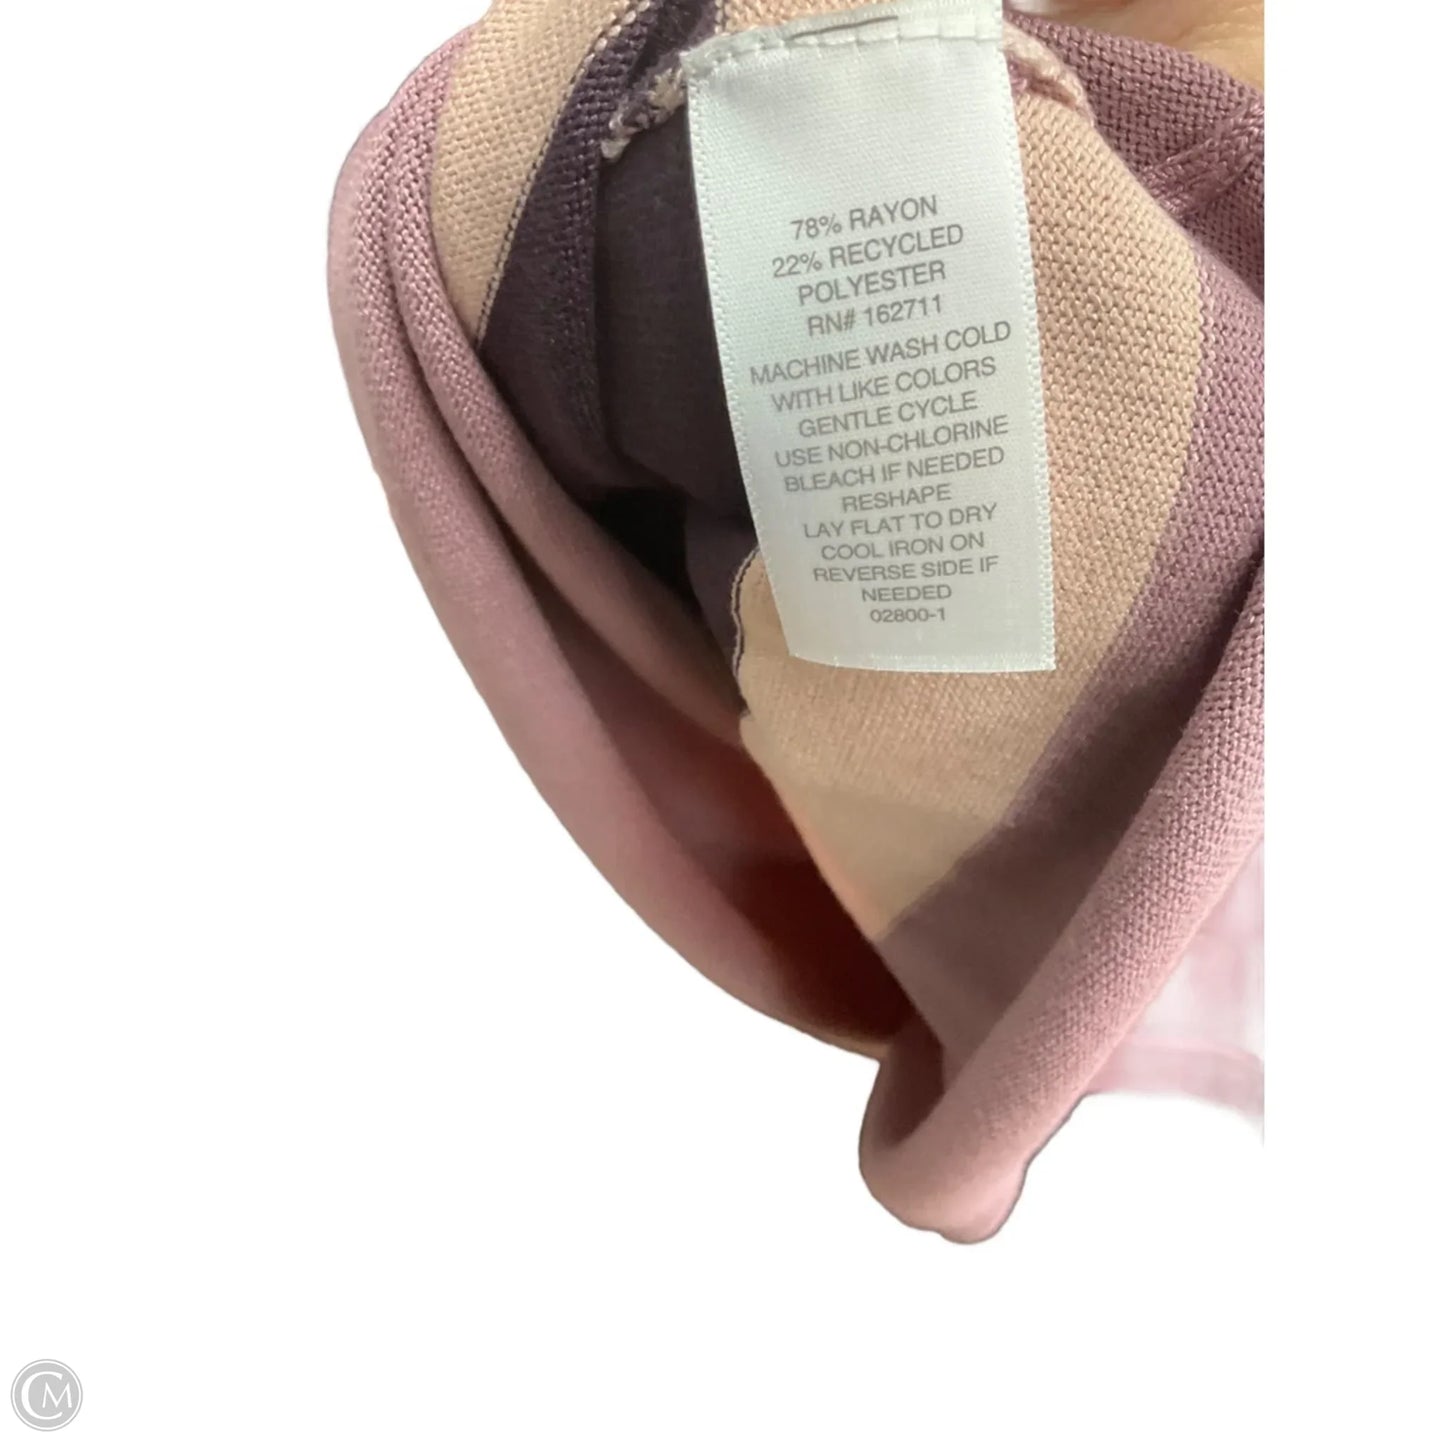 78% RAYON
22% RECYCLED
POLYESTER
RN# 162711
MACHINE WASH COLD
WITH LIKE COLORS
GENTLE CYCLE
USE NON-CHLORINE
BLEACH IF NEEDED
RESHAPE
LAY FLAT TO DRY
COOL IRON ON
REVERSE SIDE IF
NEEDED
02800-1
CM